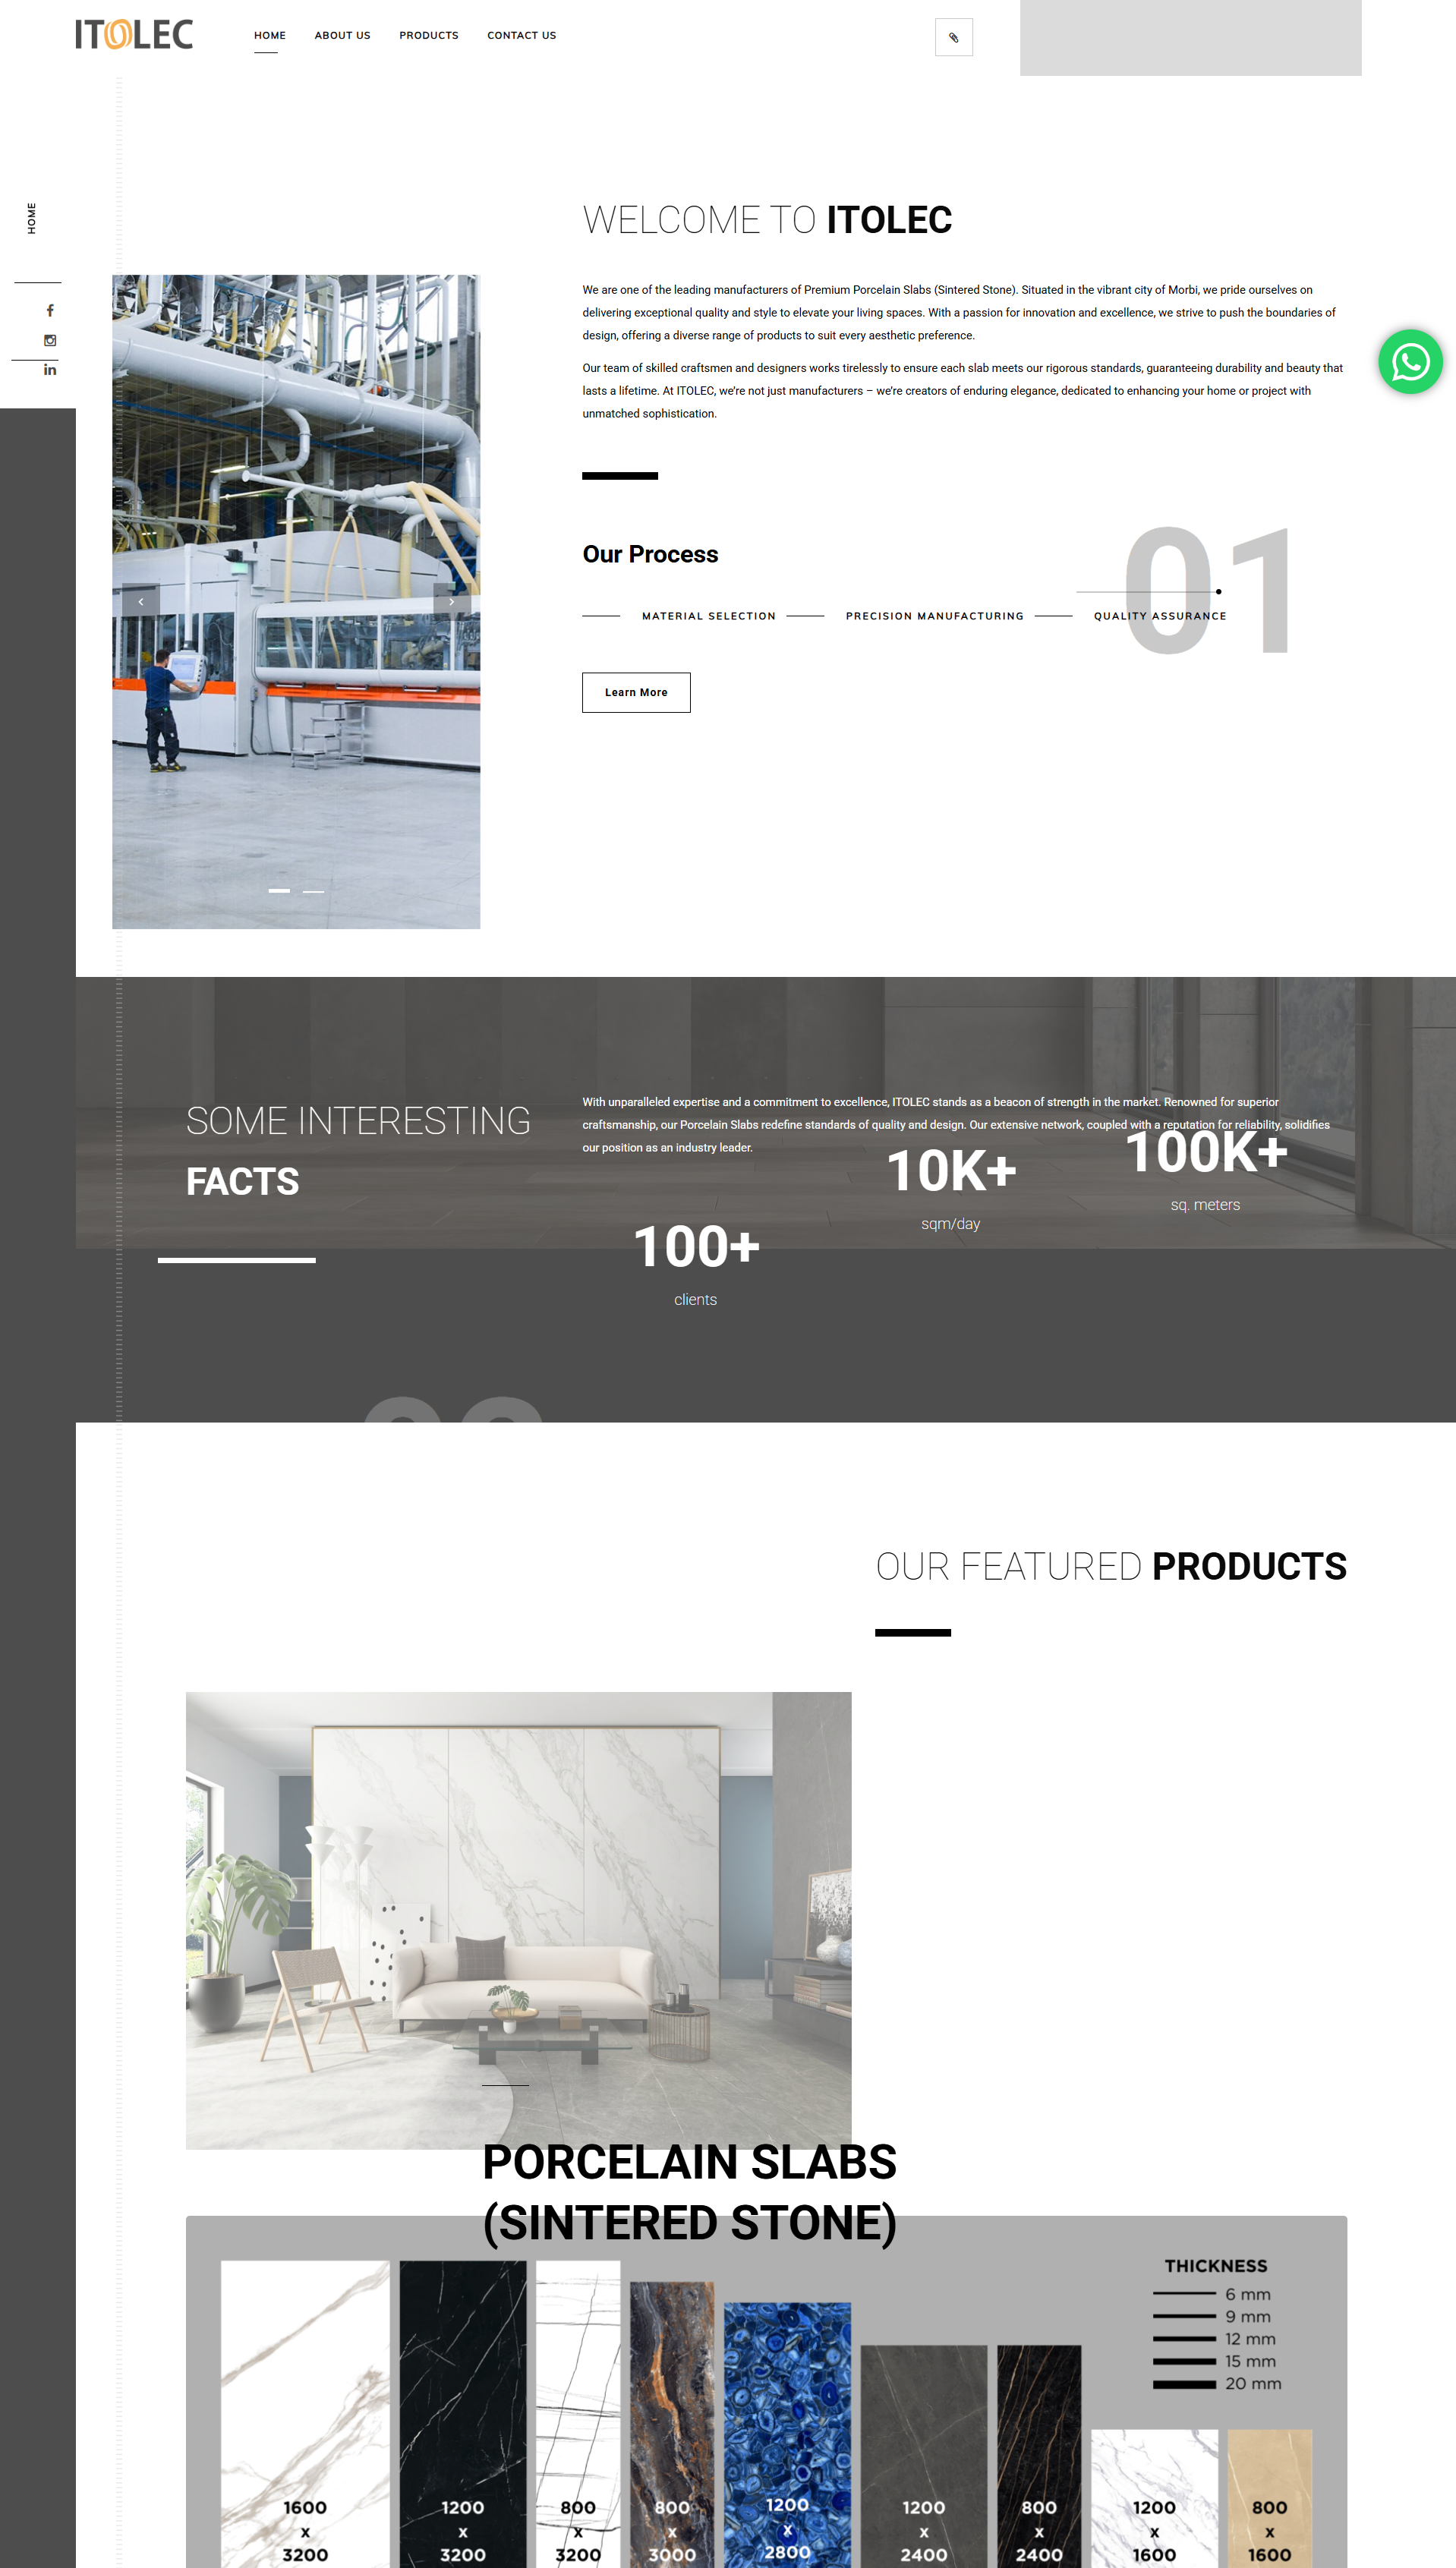 ITOLEC
HOME
ABOUT US
PRODUCTS
CONTACT US
HOME
WELCOME TO ITOLEC
We are one of the leading manufacturers of Premium Porcelain Slabs (Sintered Stone). Situated in the vibrant city of Morbi, we pride ourselves on
delivering exceptional quality and style to elevate your living spaces. With a passion for innovation and excellence, we strive to push the boundaries of
design, offering a diverse range of products to suit every aesthetic preference.
Our team of skilled craftsmen and designers works tirelessly to ensure each slab meets our rigorous standards, guaranteeing durability and beauty that
lasts a lifetime. At ITOLEC, we’re not just manufacturers – we’re creators of enduring elegance, dedicated to enhancing your home or project with
unmatched sophistication.
01
Our Process
MATERIAL SELECTION
PRECISION MANUFACTURING
QUALITY ASSURANCE
Learn More
SOME INTERESTING
FACTS
With unparalleled expertise and a commitment to excellence, ITOLEC stands as a beacon of strength in the market. Renowned for superior
craftsmanship, our Porcelain Slabs redefine standards of quality and design. Our extensive network, coupled with a reputation for reliability, solidifies
our position as an industry leader.
100+
clients
10K+
sqm/day
100K+
sq. meters
OUR FEATURED PRODUCTS
PORCELAIN SLABS
(SINTERED STONE)
THICKNESS
6 mm
9 mm
12 mm
15 mm
20 mm
1600
x
3200
1200
x
3200
800
x
3200
800
x
3000
1200
x
2800
1200
x
2400
800
x
2400
1200
x
1600
800
x
1600